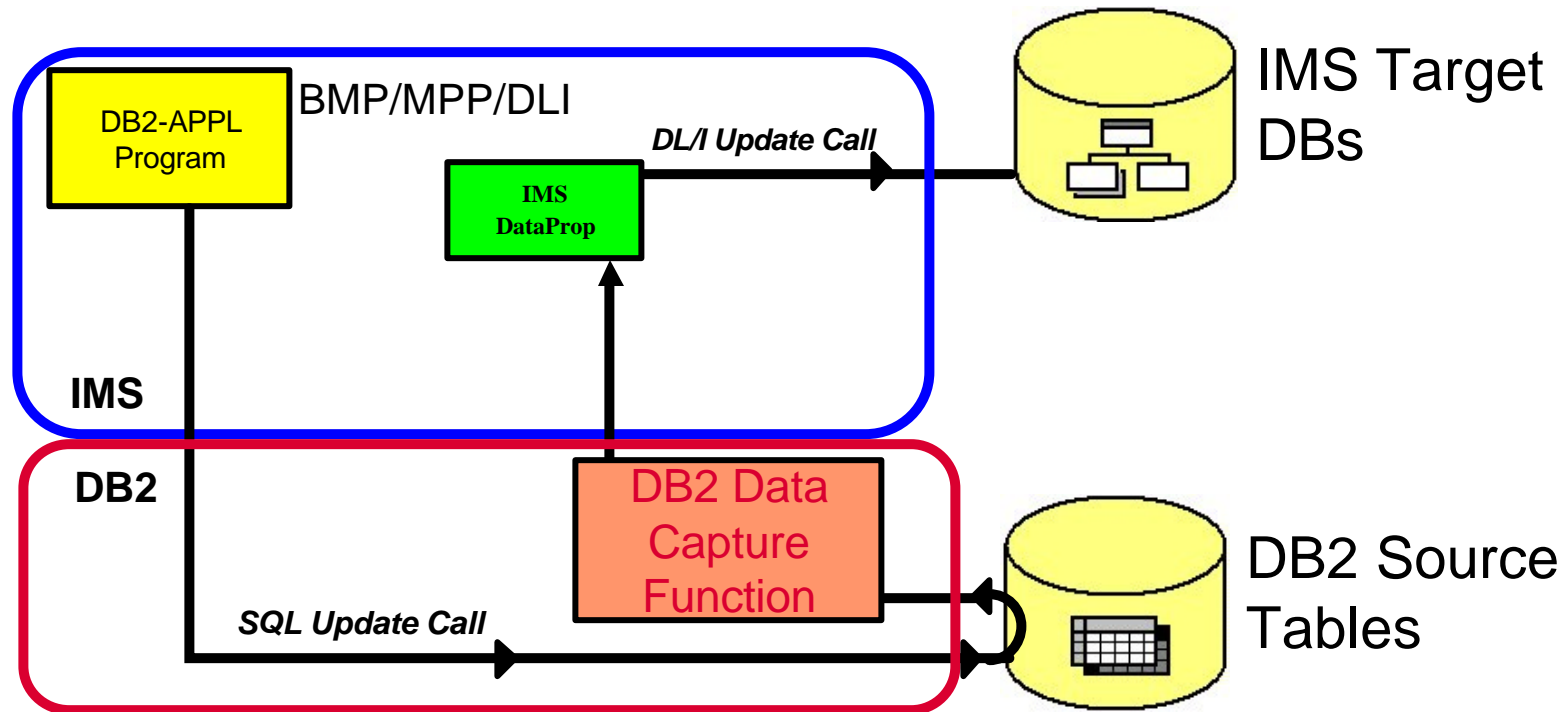 DB2-APPL
Program
BMP/MPP/DLI
DL/I Update Call
IMS Target
DBs
IMS
DataProp
IMS
DB2
DB2 Data
Capture
Function
SQL Update Call
DB2 Source
Tables